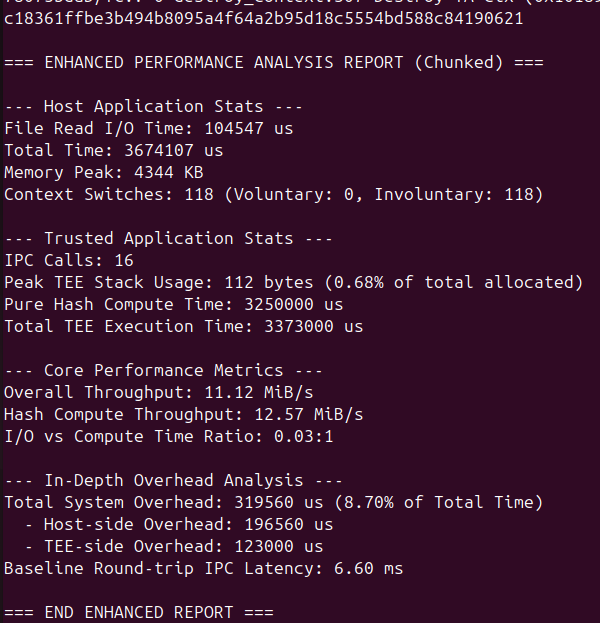 c18361ffbe3b494b8095a4f64a2b95d18c5554bd588c84190621
=== ENHANCED PERFORMANCE ANALYSIS REPORT (Chunked) ===
--- Host Application Stats ---
File Read I/O Time: 104547 us
Total Time: 3674107 us
Memory Peak: 4344 KB
Context Switches: 118 (Voluntary: 0, Involuntary: 118)
--- Trusted Application Stats ---
IPC Calls: 16
Peak TEE Stack Usage: 112 bytes (0.68% of total allocated)
Pure Hash Compute Time: 3250000 us
Total TEE Execution Time: 3373000 us
--- Core Performance Metrics ---
Overall Throughput: 11.12 MiB/s
Hash Compute Throughput: 12.57 MiB/s
I/O vs Compute Time Ratio: 0.03:1
--- In-Depth Overhead Analysis ---
Total System Overhead: 319560 us (8.70% of Total Time)
  - Host-side Overhead: 196560 us
  - TEE-side Overhead: 123000 us
Baseline Round-trip IPC Latency: 6.60 ms
=== END ENHANCED REPORT ===